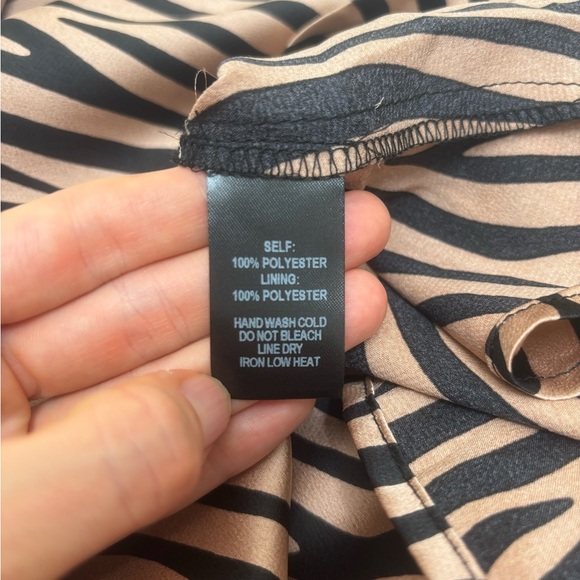 SELF:
100% POLYESTER
LINING:
100% POLYESTER
HAND WASH COLD
DO NOT BLEACH
LINE DRY
IRON LOW HEAT